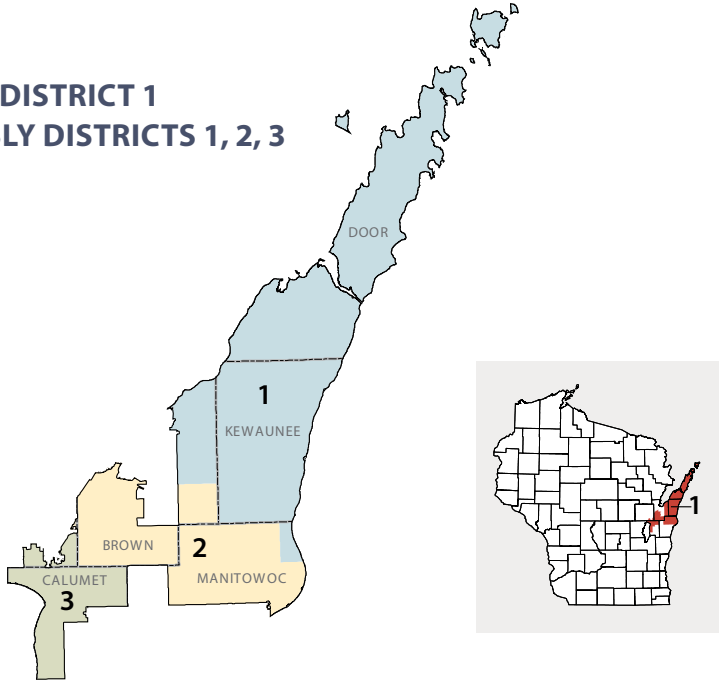 DISTRICT 1
LY DISTRICTS 1, 2, 3
DOOR
1
KEWAUNEE
1
BROWN
2
MANITOWOC
CALUMET
3